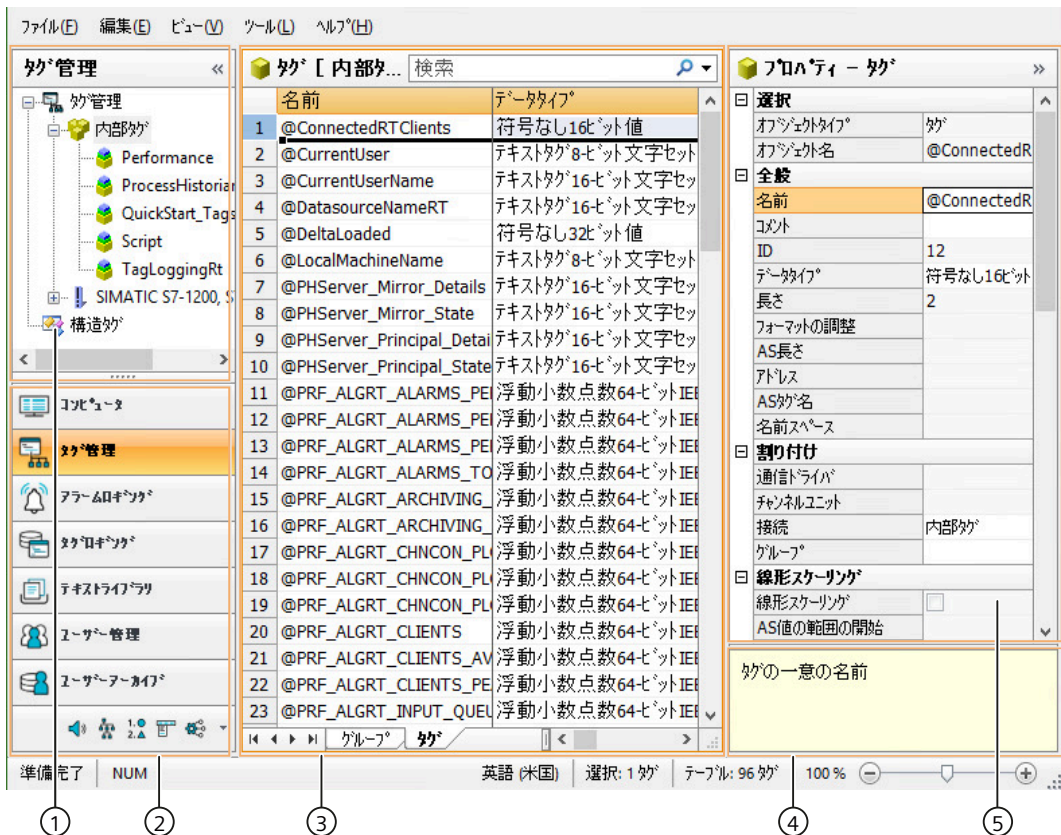 ファイル(F) 編集(E) ビュー(V) ツール(L) ヘルプ(H)
タグ管理 «
タグ管理
内部タグ
Performance
ProcessHistorian
QuickStart_Tags
Script
TagLoggingRt
SIMATIC S7-1200, S
構造タグ
コンピュータ
タグ管理
アラームロギング
タグロギング
テキストライブラリ
ユーザー管理
ユーザーアーカイブ
タグ [ 内部タ... 検索
名前 データタイプ
1 @ConnectedRTClients 符号なし16ビット値
2 @CurrentUser テキストタグ8-ビット文字セット
3 @CurrentUserName テキストタグ16-ビット文字セッ
4 @DatasourceNameRT テキストタグ16-ビット文字セッ
5 @DeltaLoaded 符号なし32ビット値
6 @LocalMachineName テキストタグ8-ビット文字セット
7 @PHServer_Mirror_Details テキストタグ16-ビット文字セッ
8 @PHServer_Mirror_State テキストタグ16-ビット文字セッ
9 @PHServer_Principal_Detai テキストタグ16-ビット文字セッ
10 @PHServer_Principal_State テキストタグ16-ビット文字セッ
11 @PRF_ALGRT_ALARMS_PE 浮動小数点数64-ビットIEE
12 @PRF_ALGRT_ALARMS_PE 浮動小数点数64-ビットIEE
13 @PRF_ALGRT_ALARMS_PE 浮動小数点数64-ビットIEE
14 @PRF_ALGRT_ALARMS_TO 浮動小数点数64-ビットIEE
15 @PRF_ALGRT_ARCHIVING_ 浮動小数点数64-ビットIEE
16 @PRF_ALGRT_ARCHIVING_ 浮動小数点数64-ビットIEE
17 @PRF_ALGRT_CHNCON_PL 浮動小数点数64-ビットIEE
18 @PRF_ALGRT_CHNCON_PL 浮動小数点数64-ビットIEE
19 @PRF_ALGRT_CHNCON_PL 浮動小数点数64-ビットIEE
20 @PRF_ALGRT_CLIENTS 浮動小数点数64-ビットIEE
21 @PRF_ALGRT_CLIENTS_AV 浮動小数点数64-ビットIEE
22 @PRF_ALGRT_CLIENTS_PE 浮動小数点数64-ビットIEE
23 @PRF_ALGRT_INPUT_QUEU 浮動小数点数64-ビットIEE
グループ タグ
プロパティ - タグ »
選択
オブジェクトタイプ タグ
オブジェクト名 @ConnectedR
全般
名前 @ConnectedR
コメント
ID 12
データタイプ 符号なし16ビット
長さ 2
フォーマットの調整
AS長さ
アドレス
ASタグ名
名前スペース
割り付け
通信ドライバ
チャンネルユニット
接続 内部タグ
グループ
線形スケーリング
線形スケーリング
AS値の範囲の開始
タグの一意の名前
準備完了 NUM 英語 (米国) 選択: 1 タグ テーブル: 96 タグ 100 %
1 2 3 4 5